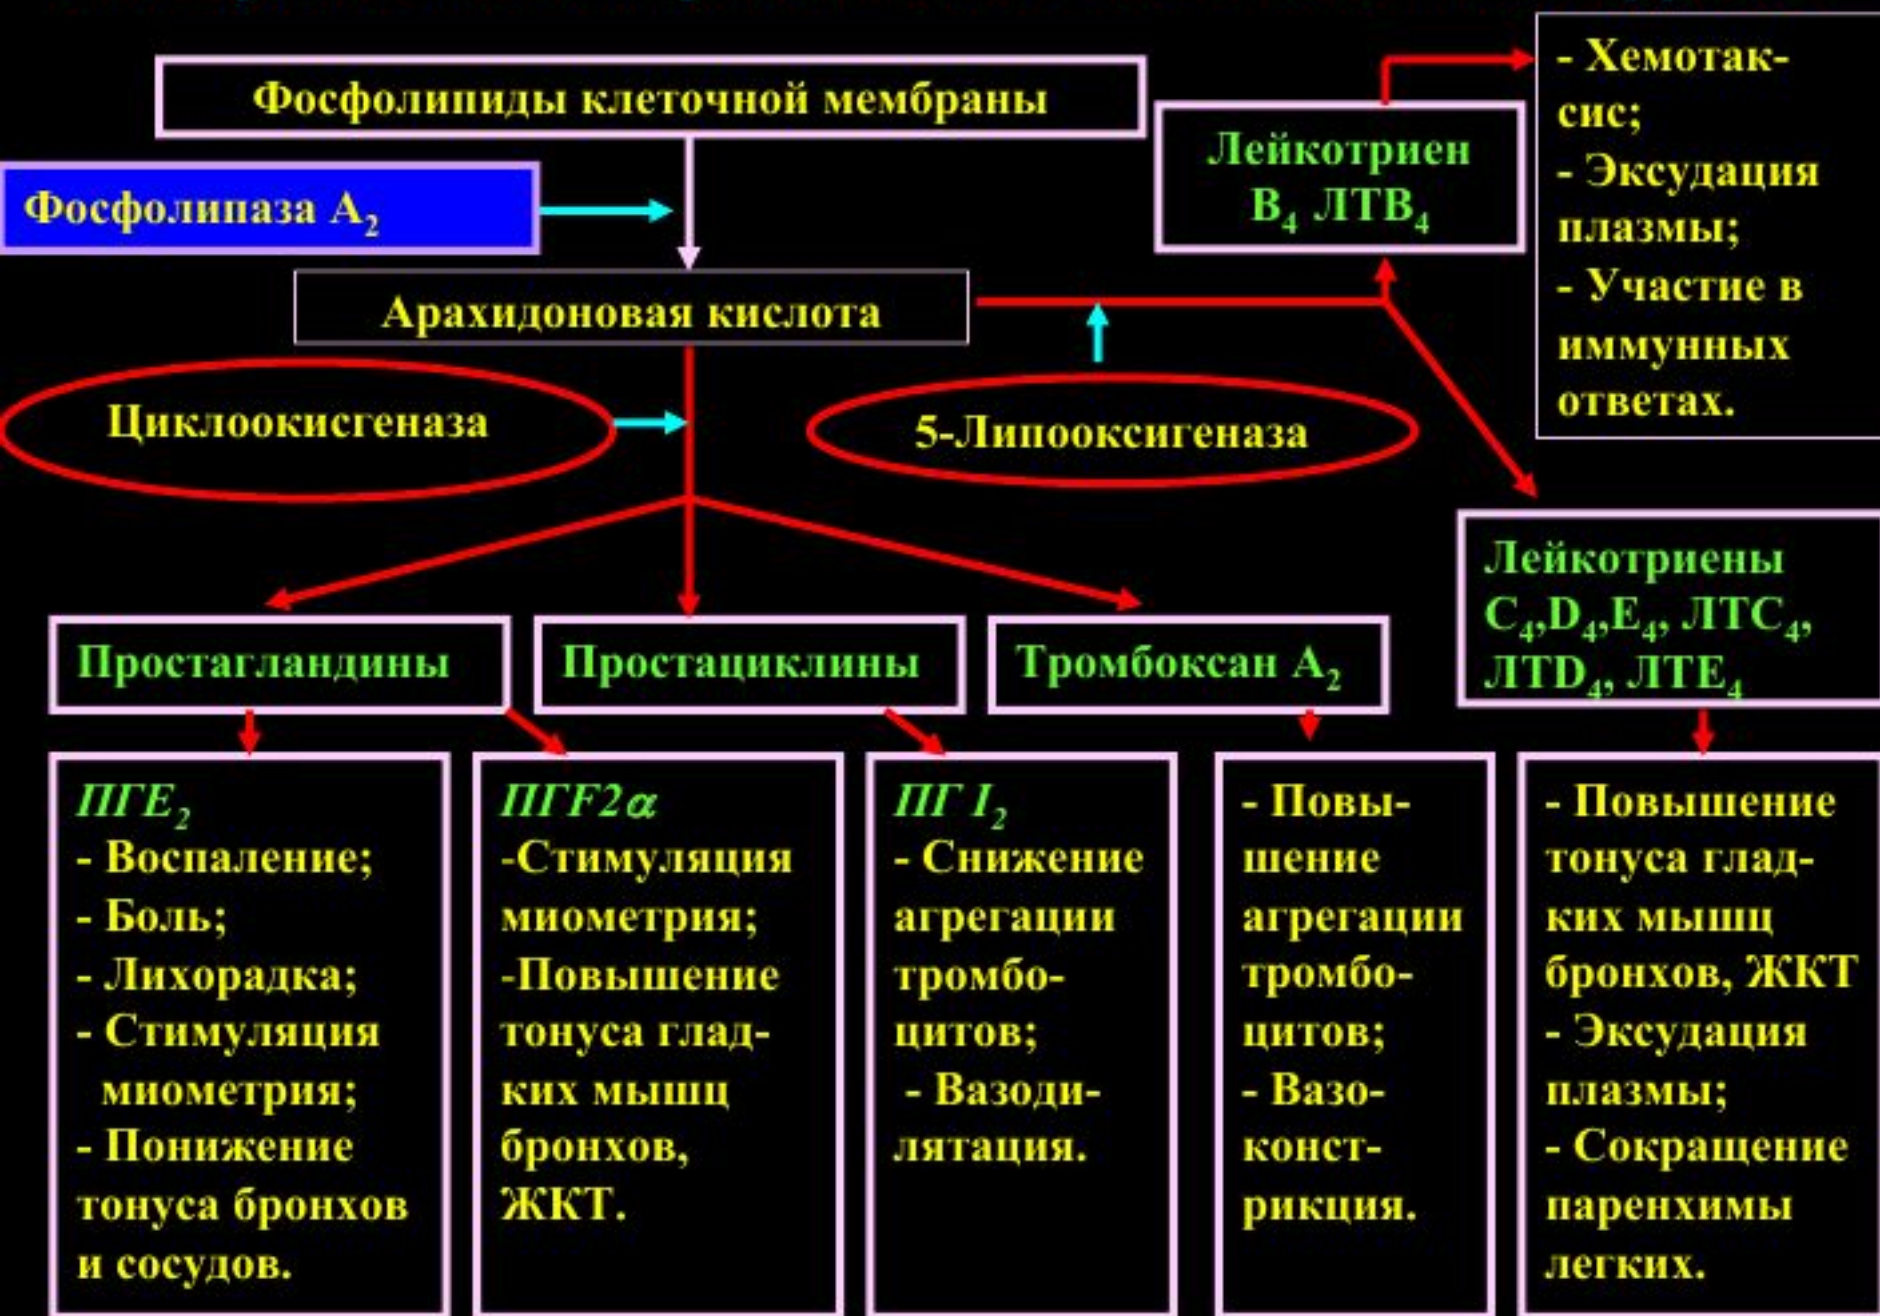 Фосфолипиды клеточной мембраны
Фосфолипаза А₂
Арахидоновая кислота
Циклоокисгеназа
5-Липооксигеназа
Лейкотриен
В₄ ЛТВ₄
- Хемотак-
сис;
- Эксудация
плазмы;
- Участие в
иммунных
ответах.
Лейкотриены
С₄,D₄,Е₄, ЛТС₄,
ЛТD₄, ЛТЕ₄
Простагландины
Простациклины
Тромбоксан А₂
ПГЕ₂
- Воспаление;
- Боль;
- Лихорадка;
- Стимуляция
миометрия;
- Понижение
тонуса бронхов
и сосудов.
ПГF2α
-Стимуляция
миометрия;
-Повышение
тонуса глад-
ких мышц
бронхов,
ЖКТ.
ПГ I₂
- Снижение
агрегации
тромбо-
цитов;
- Вазоди-
лятация.
- Повы-
шение
агрегации
тромбо-
цитов;
- Вазо-
конст-
рикция.
- Повышение
тонуса глад-
ких мышц
бронхов, ЖКТ
- Эксудация
плазмы;
- Сокращение
паренхимы
легких.